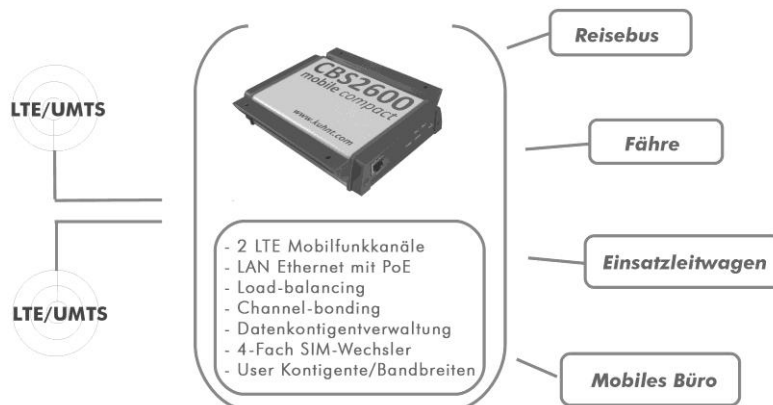 LTE/UMTS
LTE/UMTS
CBS2600
mobile compact
www.kuhnt.com
- 2 LTE Mobilfunkkanäle
- LAN Ethernet mit PoE
- Load-balancing
- Channel-bonding
- Datenkontigentverwaltung
- 4-Fach SIM-Wechsler
- User Kontigente/Bandbreiten
Reisebus
Fähre
Einsatzleitwagen
Mobiles Büro